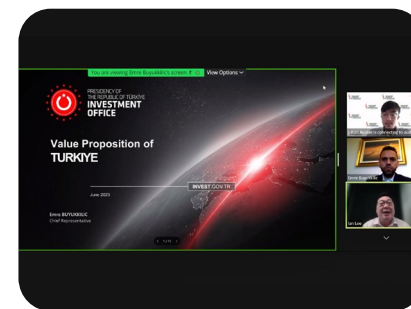 You are viewing Emre Buyukkilic's screen
View Options
PRESIDENCY OF
THE REPUBLIC OF TÜRKİYE
INVESTMENT
OFFICE
Value Proposition of
TURKIYE
INVEST.GOV.TR
June 2023
Emre BUYUKKILIC
Chief Representative
Emre Buyukkilic
Ian Lee